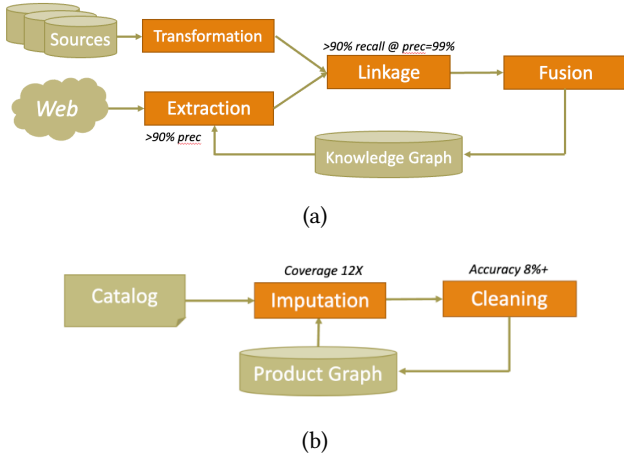 Sources
Transformation
>90% recall @ prec=99%
Linkage
Fusion
Web
Extraction
>90% prec
Knowledge Graph
(a)
Coverage 12X
Accuracy 8%+
Catalog
Imputation
Cleaning
Product Graph
(b)